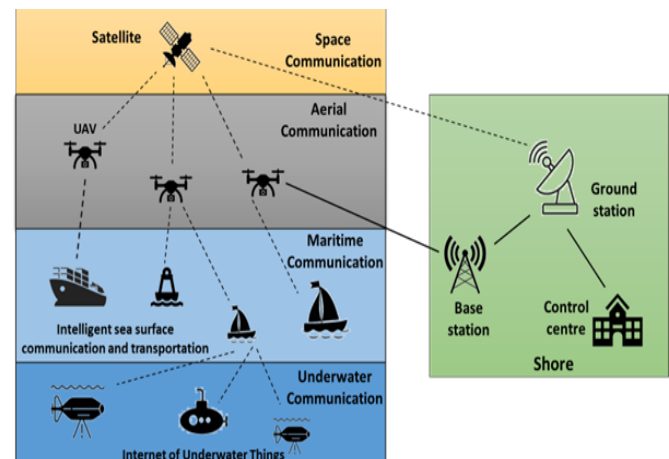 Satellite
Space
Communication
Aerial
Communication
UAV
Maritime
Communication
Intelligent sea surface
communication and transportation
Underwater
Communication
Internet of Underwater Things
Ground
station
Base
station
Control
centre
Shore